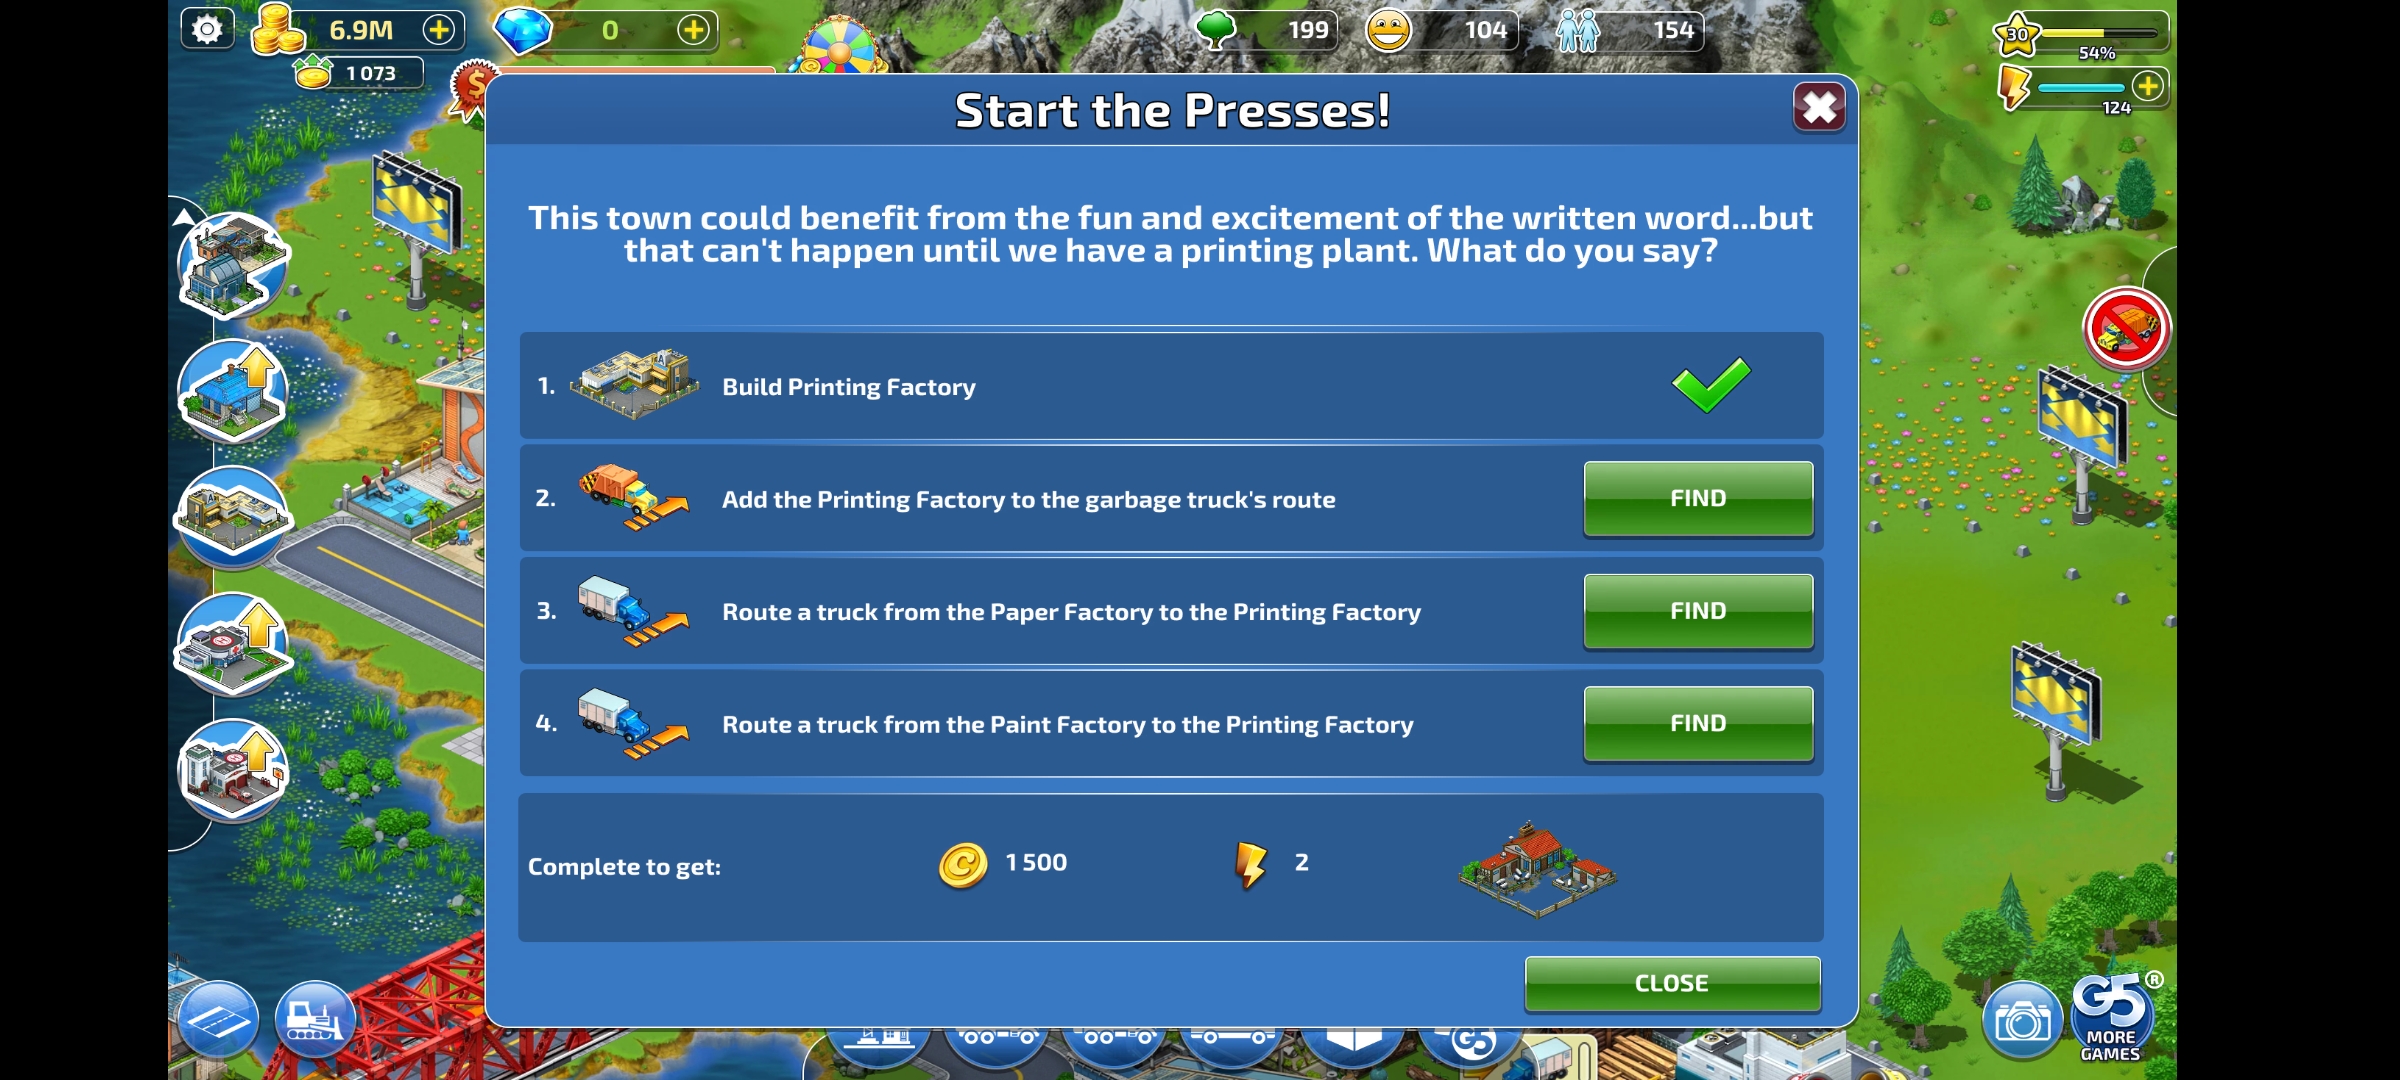 6.9M
0
199
104
154
30
54%
1 073
124
Start the Presses!
This town could benefit from the fun and excitement of the written word...but
that can't happen until we have a printing plant. What do you say?
1. Build Printing Factory
2. Add the Printing Factory to the garbage truck's route FIND
3. Route a truck from the Paper Factory to the Printing Factory FIND
4. Route a truck from the Paint Factory to the Printing Factory FIND
Complete to get: 1 500 2
CLOSE
G5
G5®
MORE
GAMES